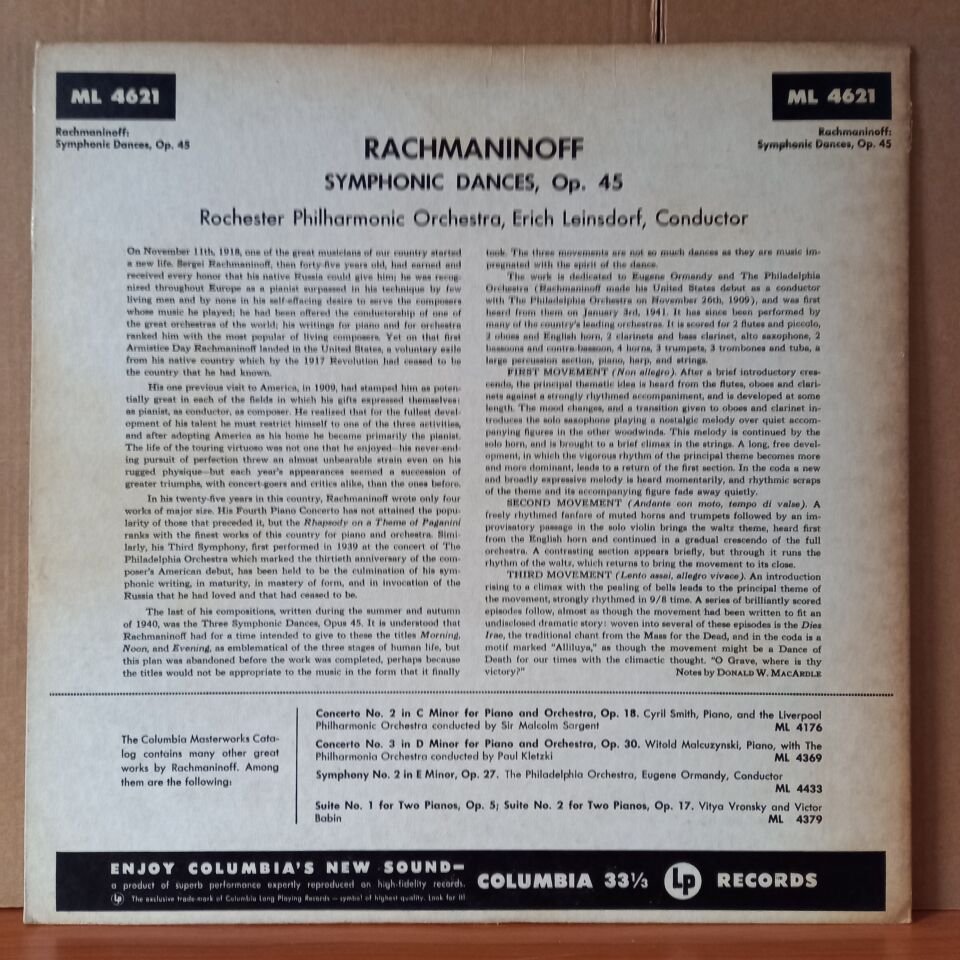 ML 4621
ML 4621
Rachmaninoff:
Symphonic Dances, Op. 45
Rachmaninoff:
Symphonic Dances, Op. 45
RACHMANINOFF
SYMPHONIC DANCES, Op. 45
Rochester Philharmonic Orchestra, Erich Leinsdorf, Conductor
On November 11th, 1918, one of the great musicians of our country started
a new life. Sergei Rachmaninoff, then forty-five years old, had earned and
received every honor that his native Russia could give him; he was recog-
nized throughout Europe as a pianist surpassed in his technique by few
living men and by none in his self-effacing desire to serve the composers
whose music he played; he had been offered the conductorship of one of
the great orchestras of the world; his writings for piano and for orchestra
ranked him with the most popular of living composers. Yet on that first
Armistice Day Rachmaninoff landed in the United States, a voluntary exile
from his native country which by the 1917 Revolution had ceased to be
the country that he had known.
His one previous visit to America, in 1909, had stamped him as poten-
tially great in each of the fields in which his gifts expressed themselves:
as pianist, as conductor, as composer. He realized that for the fullest devel-
opment of his talent he must restrict himself to one of the three activities,
and after adopting America as his home he became primarily the pianist.
The life of the touring virtuoso was not one that he enjoyed—his never-end-
ing pursuit of perfection threw an almost unbearable strain even on his
rugged physique—but each year's appearances seemed a succession of
greater triumphs, with concert-goers and critics alike, than the ones before.
In his twenty-five years in this country, Rachmaninoff wrote only four
works of major size. His Fourth Piano Concerto has not attained the popu-
larity of those that preceded it, but the Rhapsody on a Theme of Paganini
ranks with the finest works of this country for piano and orchestra. Simi-
larly, his Third Symphony, first performed in 1939 at the concert of The
Philadelphia Orchestra which marked the thirtieth anniversary of the com-
poser's American debut, has been held to be the culmination of his sym-
phonic writing, in maturity, in mastery of form, and in invocation of the
Russia that he had loved and that had ceased to be.
The last of his compositions, written during the summer and autumn
of 1940, was the Three Symphonic Dances, Opus 45. It is understood that
Rachmaninoff had for a time intended to give to these the titles Morning,
Noon, and Evening, as emblematical of the three stages of human life, but
this plan was abandoned before the work was completed, perhaps because
the titles would not be appropriate to the music in the form that it finally
took. The three movements are not so much dances as they are music im-
pregnated with the spirit of the dance.
The work is dedicated to Eugene Ormandy and The Philadelphia
Orchestra (Rachmaninoff made his United States debut as a conductor
with The Philadelphia Orchestra on November 26th, 1909), and was first
heard from them on January 3rd, 1941. It has since been performed by
many of the country's leading orchestras. It is scored for 2 flutes and piccolo,
2 oboes and English horn, 2 clarinets and bass clarinet, alto saxophone, 2
bassoons and contra-bassoon, 4 horns, 3 trumpets, 3 trombones and tuba, a
large percussion section, piano, harp, and strings.
FIRST MOVEMENT (Non allegro). After a brief introductory cres-
cendo, the principal thematic idea is heard from the flutes, oboes and clari-
nets against a strongly rhythmed accompaniment, and is developed at some
length. The mood changes, and a transition given to oboes and clarinet in-
troduces the solo saxophone playing a nostalgic melody over quiet accom-
panying figures in the other woodwinds. This melody is continued by the
solo horn, and is brought to a brief climax in the strings. A long, free devel-
opment, in which the vigorous rhythm of the principal theme becomes more
and more dominant, leads to a return of the first section. In the coda a new
and broadly expressive melody is heard momentarily, and rhythmic scraps
of the theme and its accompanying figure fade away quietly.
SECOND MOVEMENT (Andante con moto, tempo di valse). A
freely rhythmed fanfare of muted horns and trumpets followed by an im-
provisatory passage in the solo violin brings the waltz theme, heard first
from the English horn and continued in a gradual crescendo of the full
orchestra. A contrasting section appears briefly, but through it runs the
rhythm of the waltz, which returns to bring the movement to its close.
THIRD MOVEMENT (Lento assai, allegro vivace). An introduction
rising to a climax with the pealing of bells leads to the principal theme of
the movement, strongly rhythmed in 9/8 time. A series of brilliantly scored
episodes follow, almost as though the movement had been written to fit an
undisclosed dramatic story: woven into several of these episodes is the Dies
Irae, the traditional chant from the Mass for the Dead, and in the coda is a
motif marked "Alliluya," as though the movement might be a Dance of
Death for our times with the climactic thought. "O Grave, where is thy
victory?" Notes by DONALD W. MACARDLE
The Columbia Masterworks Cata-
log contains many other great
works by Rachmaninoff. Among
them are the following:
Concerto No. 2 in C Minor for Piano and Orchestra, Op. 18. Cyril Smith, Piano, and the Liverpool
Philharmonic Orchestra conducted by Sir Malcolm Sargent ML 4176
Concerto No. 3 in D Minor for Piano and Orchestra, Op. 30. Witold Malcuzynski, Piano, with The
Philharmonia Orchestra conducted by Paul Kletzki ML 4369
Symphony No. 2 in E Minor, Op. 27. The Philadelphia Orchestra, Eugene Ormandy, Conductor
ML 4433
Suite No. 1 for Two Pianos, Op. 5; Suite No. 2 for Two Pianos, Op. 17. Vitya Vronsky and Victor
Babin ML 4379
ENJOY COLUMBIA'S NEW SOUND—
a product of superb performance expertly reproduced on high-fidelity records.
Lp The exclusive trade-mark of Columbia Long Playing Records — symbol of highest quality. Look for it!
COLUMBIA 33⅓ Lp RECORDS